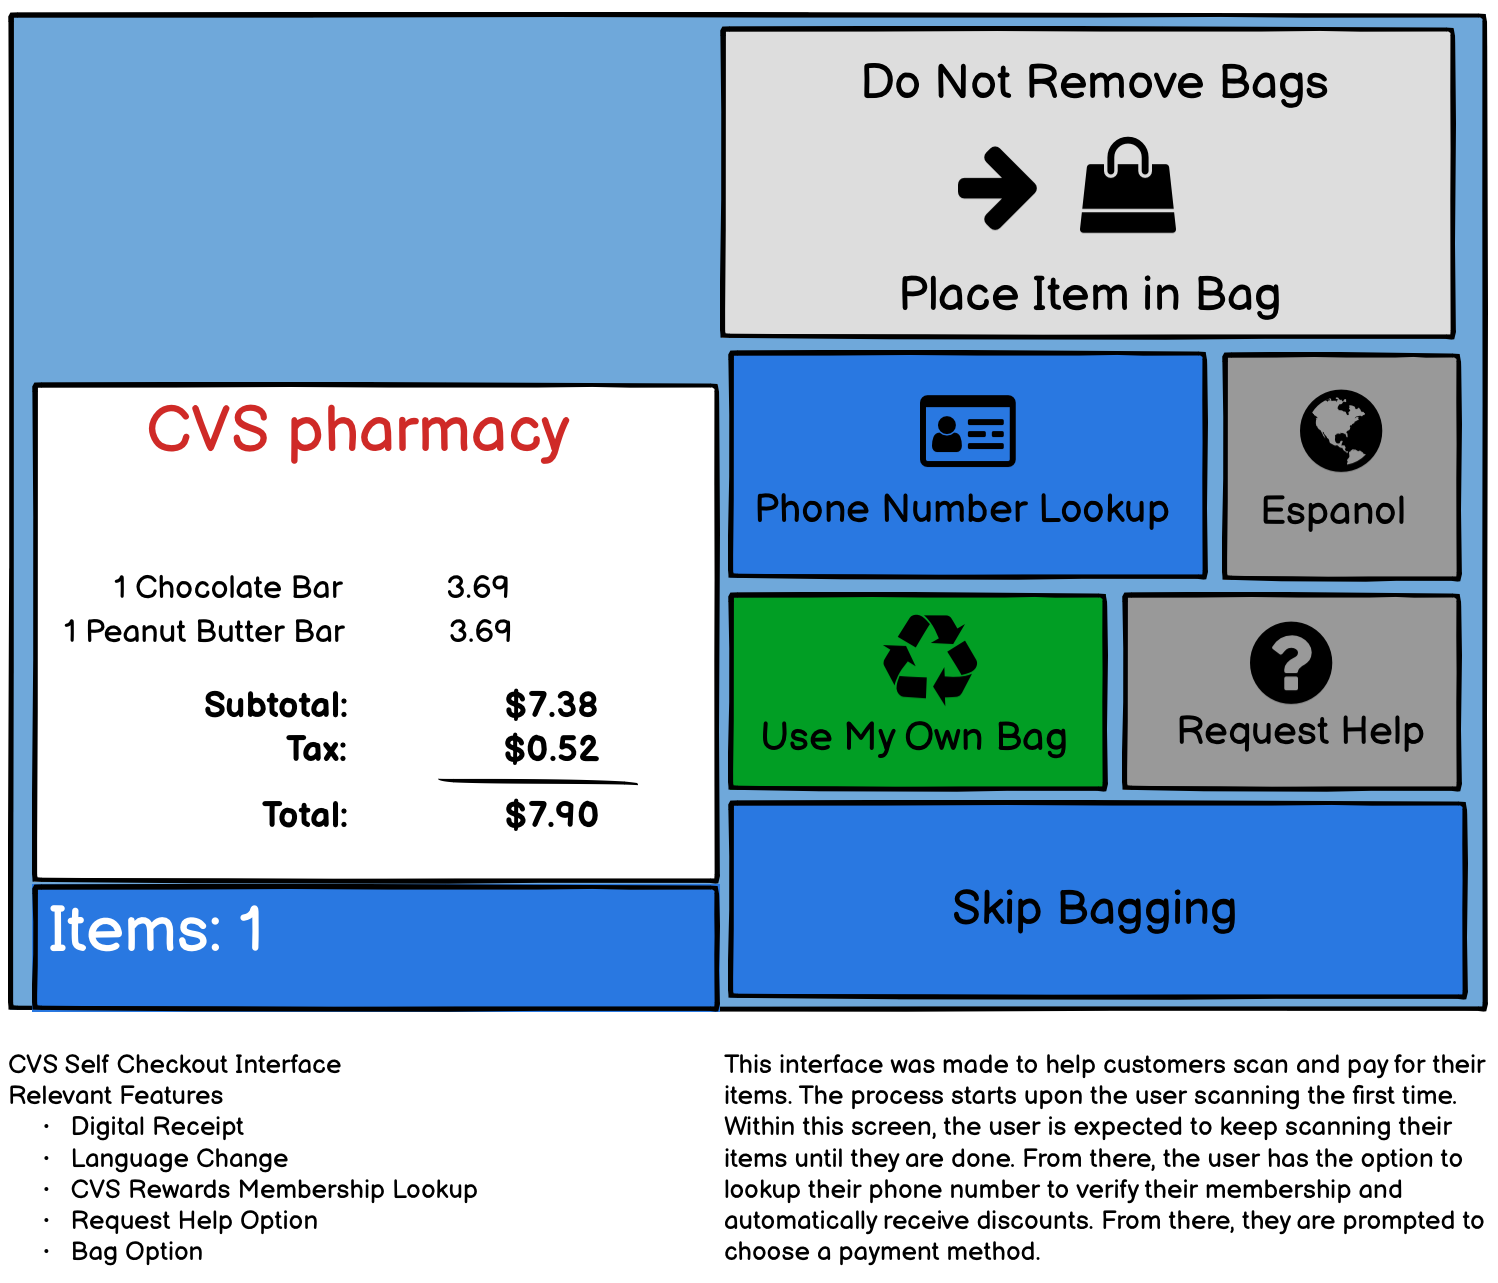 Do Not Remove Bags
Place Item in Bag
CVS pharmacy
1 Chocolate Bar 3.69
1 Peanut Butter Bar 3.69
Subtotal: $7.38
Tax: $0.52
Total: $7.90
Items: 1
Phone Number Lookup
Espanol
Use My Own Bag
Request Help
Skip Bagging
CVS Self Checkout Interface
Relevant Features
• Digital Receipt
• Language Change
• CVS Rewards Membership Lookup
• Request Help Option
• Bag Option
This interface was made to help customers scan and pay for their
items. The process starts upon the user scanning the first time.
Within this screen, the user is expected to keep scanning their
items until they are done. From there, the user has the option to
lookup their phone number to verify their membership and
automatically receive discounts. From there, they are prompted to
choose a payment method.